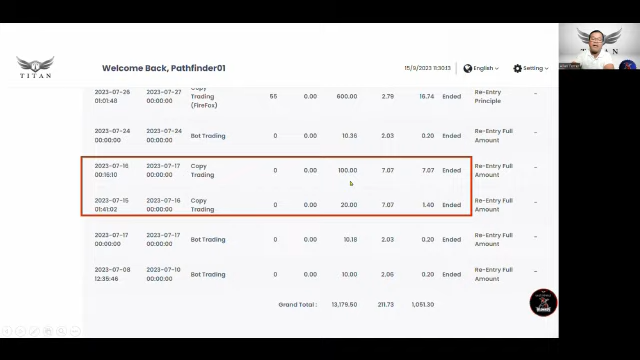 TITAN
Welcome Back, Pathfinder01
15/9/2023 11:30:13
English
Setting
2023-07-26 01:01:48 2023-07-27 00:00:00 Copy Trading (FireFox) 55 0.00 600.00 2.79 16.74 Ended Re-Entry Principle -
2023-07-24 00:00:00 2023-07-24 00:00:00 Bot Trading 0 0.00 10.36 2.03 0.20 Ended Re-Entry Full Amount -
2023-07-16 00:16:10 2023-07-17 00:00:00 Copy Trading 0 0.00 100.00 7.07 7.07 Ended Re-Entry Full Amount -
2023-07-15 01:41:02 2023-07-16 00:00:00 Copy Trading 0 0.00 20.00 7.07 1.40 Ended Re-Entry Full Amount -
2023-07-17 00:00:00 2023-07-17 00:00:00 Bot Trading 0 0.00 10.18 2.03 0.20 Ended Re-Entry Full Amount -
2023-07-08 12:35:46 2023-07-10 00:00:00 Bot Trading 0 0.00 10.00 2.06 0.20 Ended Re-Entry Full Amount -
Grand Total : 13,179.50 211.73 1,051.30